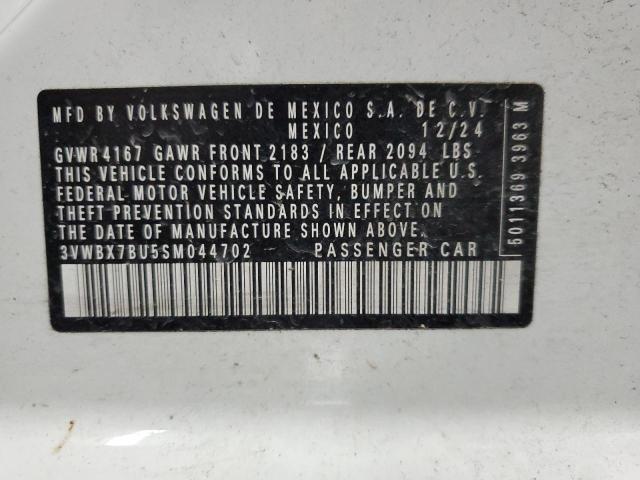 MFD BY VOLKSWAGEN DE MEXICO S.A. DE C.V.
MEXICO 12/24
GVWR 4167 GAWR FRONT 2183 / REAR 2094 LBS
THIS VEHICLE CONFORMS TO ALL APPLICABLE U.S.
FEDERAL MOTOR VEHICLE SAFETY, BUMPER AND
THEFT PREVENTION STANDARDS IN EFFECT ON
THE DATE OF MANUFACTURE SHOWN ABOVE.
3VWBX7BU5SM044702 PASSENGER CAR
5011369 3963 M